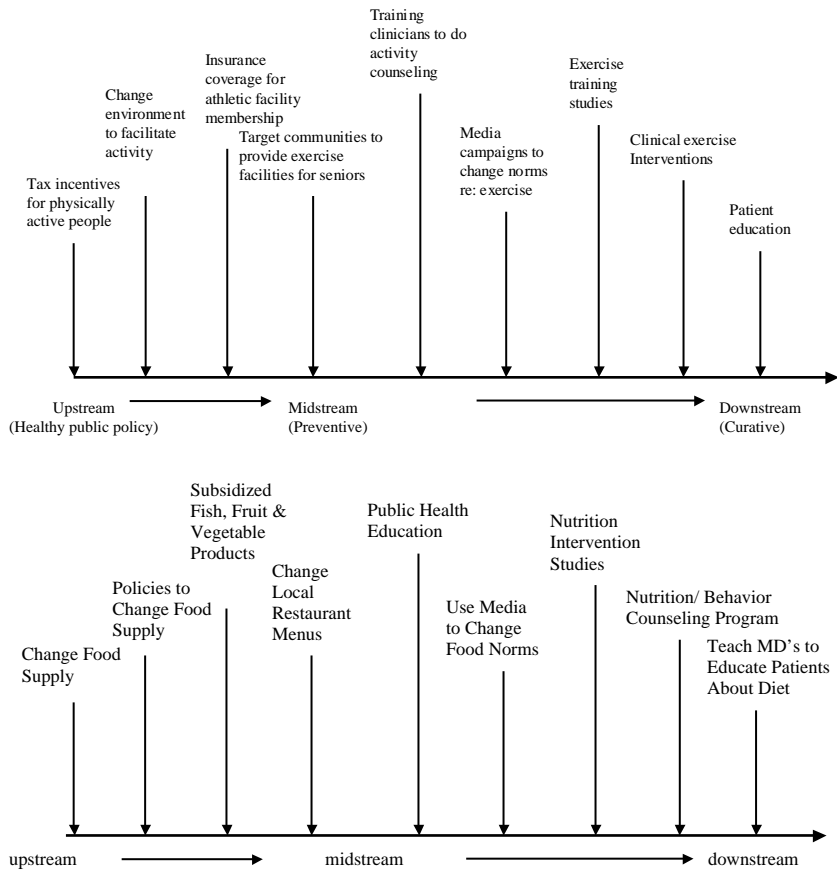 Tax incentives
for physically
active people
Change
environment
to facilitate
activity
Insurance
coverage for
athletic facility
membership
Target communities to
provide exercise
facilities for seniors
Training
clinicians to do
activity
counseling
Media
campaigns to
change norms
re: exercise
Exercise
training
studies
Clinical exercise
Interventions
Patient
education
Upstream
(Healthy public policy)
Midstream
(Preventive)
Downstream
(Curative)
Change Food
Supply
Policies to
Change Food
Supply
Subsidized
Fish, Fruit &
Vegetable
Products
Change
Local
Restaurant
Menus
Public Health
Education
Use Media
to Change
Food Norms
Nutrition
Intervention
Studies
Nutrition/ Behavior
Counseling Program
Teach MD's to
Educate Patients
About Diet
upstream
midstream
downstream